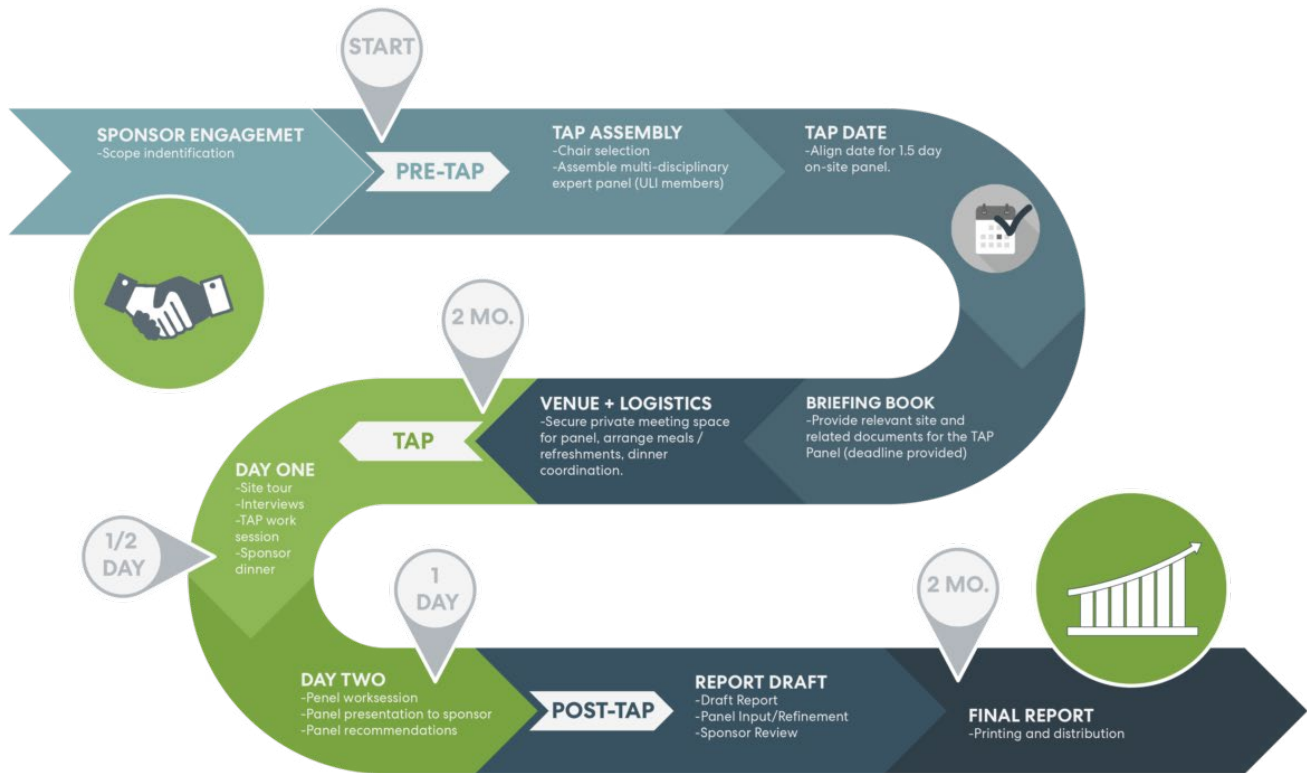 START
SPONSOR ENGAGEMET
-Scope indentification
PRE-TAP
TAP ASSEMBLY
-Chair selection
-Assemble multi-disciplinary
expert panel (ULI members)
TAP DATE
-Align date for 1.5 day
on-site panel.
2 MO.
BRIEFING BOOK
-Provide relevant site and
related documents for the TAP
Panel (deadline provided)
VENUE + LOGISTICS
-Secure private meeting space
for panel, arrange meals /
refreshments, dinner
coordination.
TAP
DAY ONE
-Site tour
-Interviews
-TAP work
session
-Sponsor
dinner
1/2
DAY
1
DAY
DAY TWO
-Penel worksession
-Panel presentation to sponsor
-Panel recommendations
POST-TAP
REPORT DRAFT
-Draft Report
-Panel Input/Refinement
-Sponsor Review
2 MO.
FINAL REPORT
-Printing and distribution